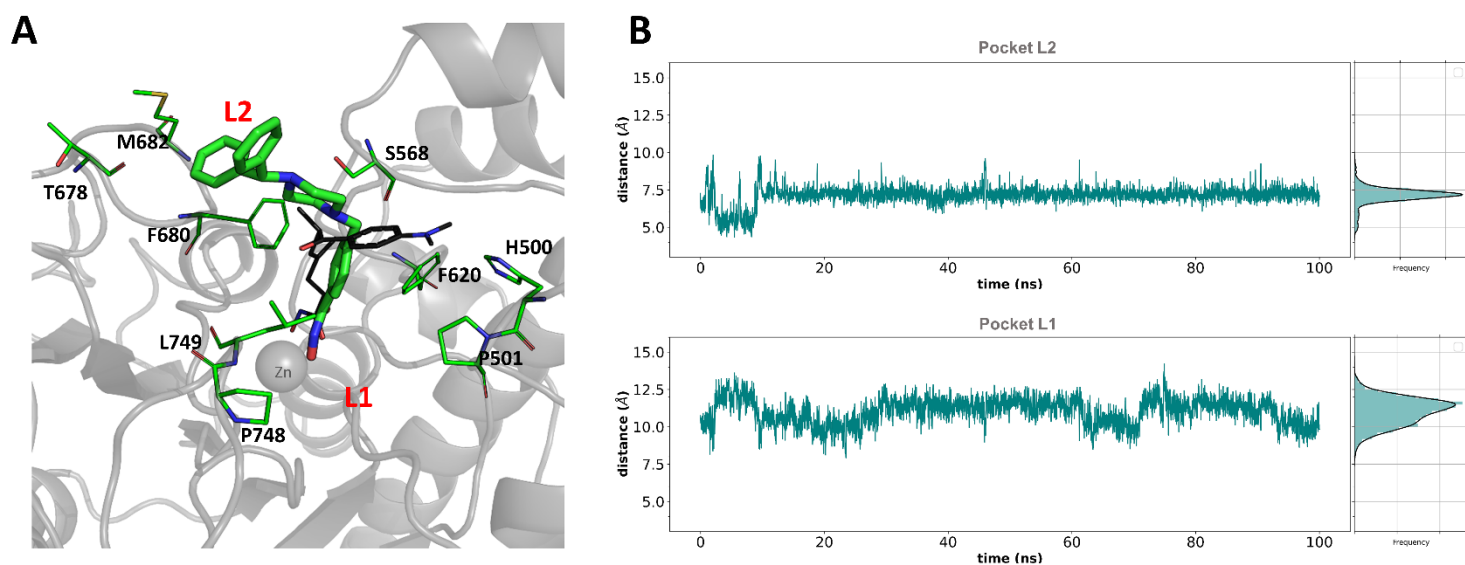 A
L2
M682
S568
T678
F680
H500
F620
L749
P501
Zn
L1
P748
B
Pocket L2
15.0
12.5
10.0
7.5
5.0
distance (Å)
0 20 40 60 80 100
time (ns)
Frequency
Pocket L1
15.0
12.5
10.0
7.5
5.0
distance (Å)
0 20 40 60 80 100
time (ns)
Frequency